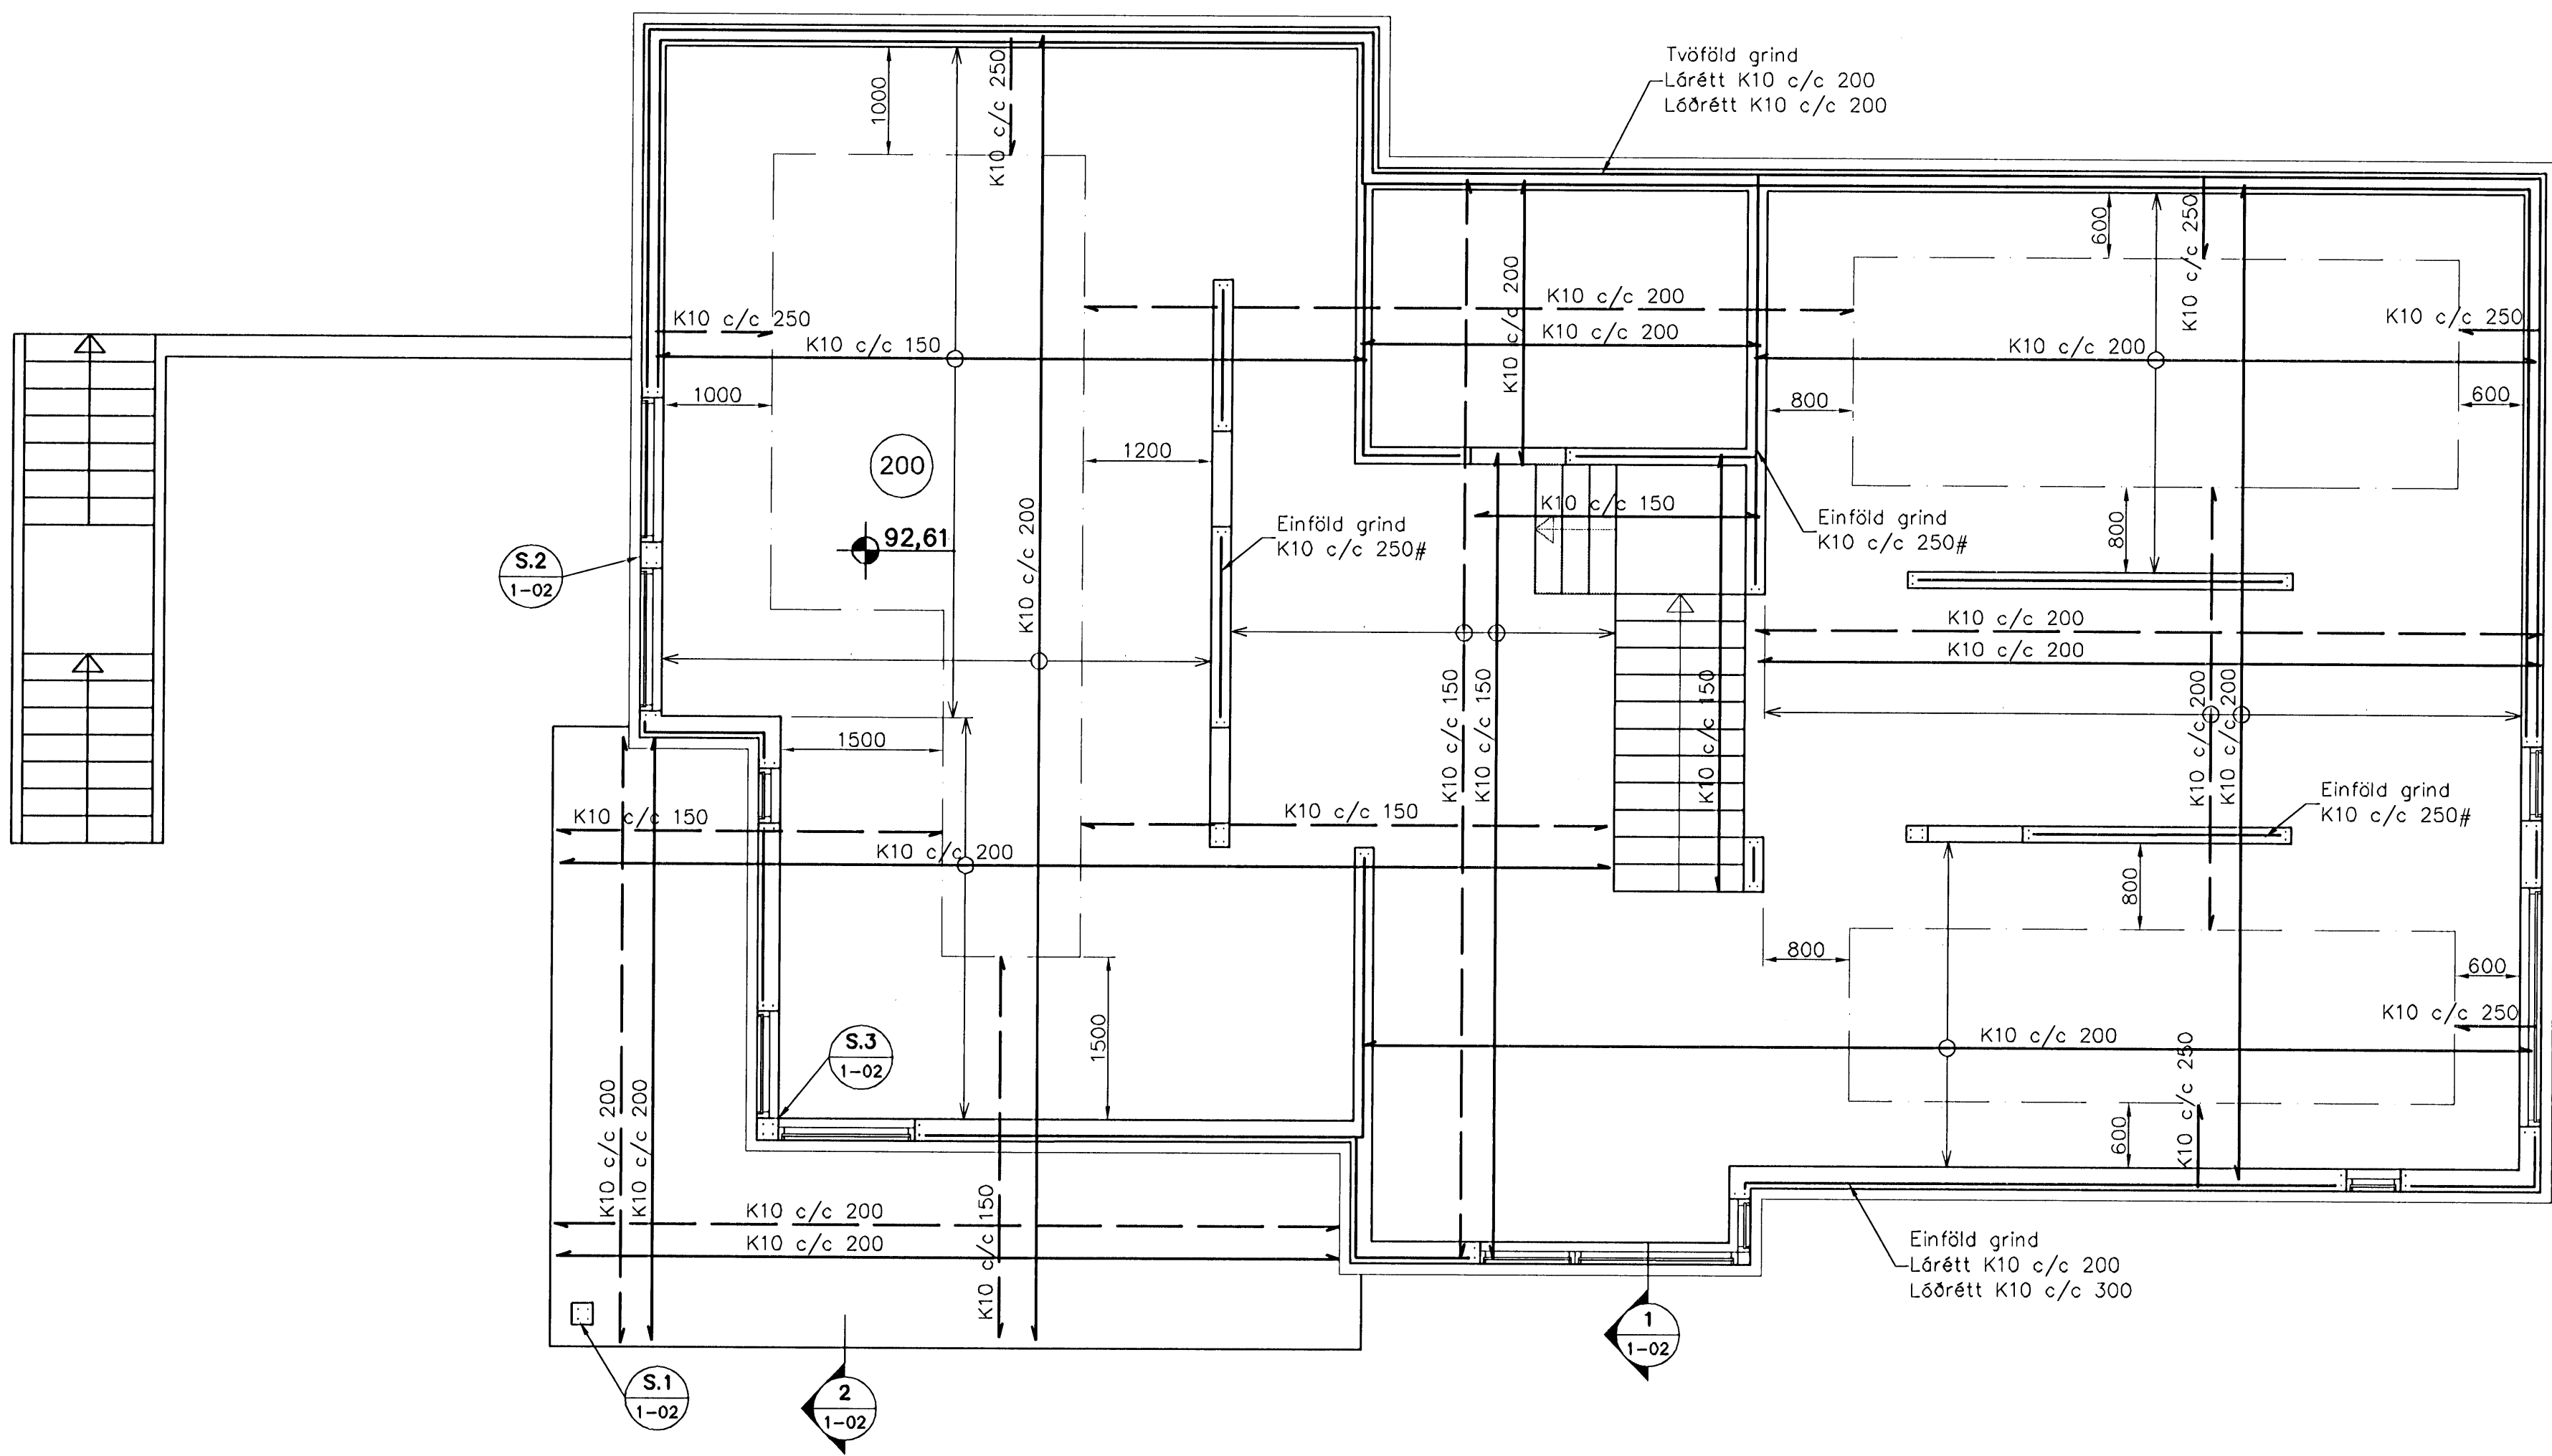 Tvöföld grind
Lárétt K10 c/c 200
Lóðrétt K10 c/c 200
1000
K10 c/c 250
600
K10 c/c 250
K10 c/c 200
K10 c/c 200
K10 c/c 200
K10 c/c 250
K10 c/c 150
K10 c/c 200
K10 c/c 250
1000
800
600
1200
200
K10 c/c 150
K10 c/c 200
92,61
Einföld grind
K10 c/c 250#
Einföld grind
K10 c/c 250#
800
S.2
1-02
K10 c/c 200
K10 c/c 200
K10 c/c 150
K10 c/c 150
K10 c/c 150
K10 c/c 200
K10 c/c 200
1500
K10 c/c 150
K10 c/c 150
K10 c/c 200
Einföld grind
K10 c/c 250#
800
800
600
K10 c/c 250
1500
S.3
1-02
K10 c/c 200
K10 c/c 250
600
K10 c/c 200
K10 c/c 200
K10 c/c 200
K10 c/c 200
K10 c/c 150
Einföld grind
Lárétt K10 c/c 200
Lóðrétt K10 c/c 300
1
1-02
S.1
1-02
2
1-02